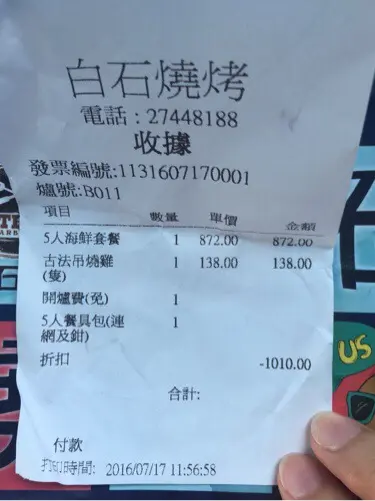 白石燒烤
電話 : 27448188
收據
發票編號:1131607170001
爐號:B011
項目 數量 單價 金額
5人海鮮套餐 1 872.00 872.00
古法吊燒雞 1 138.00 138.00
(隻)
開爐費(免) 1
5人餐具包(連 1
網及鉗)
折扣 -1010.00
合計:
付款
打印時間: 2016/07/17 11:56:58
US